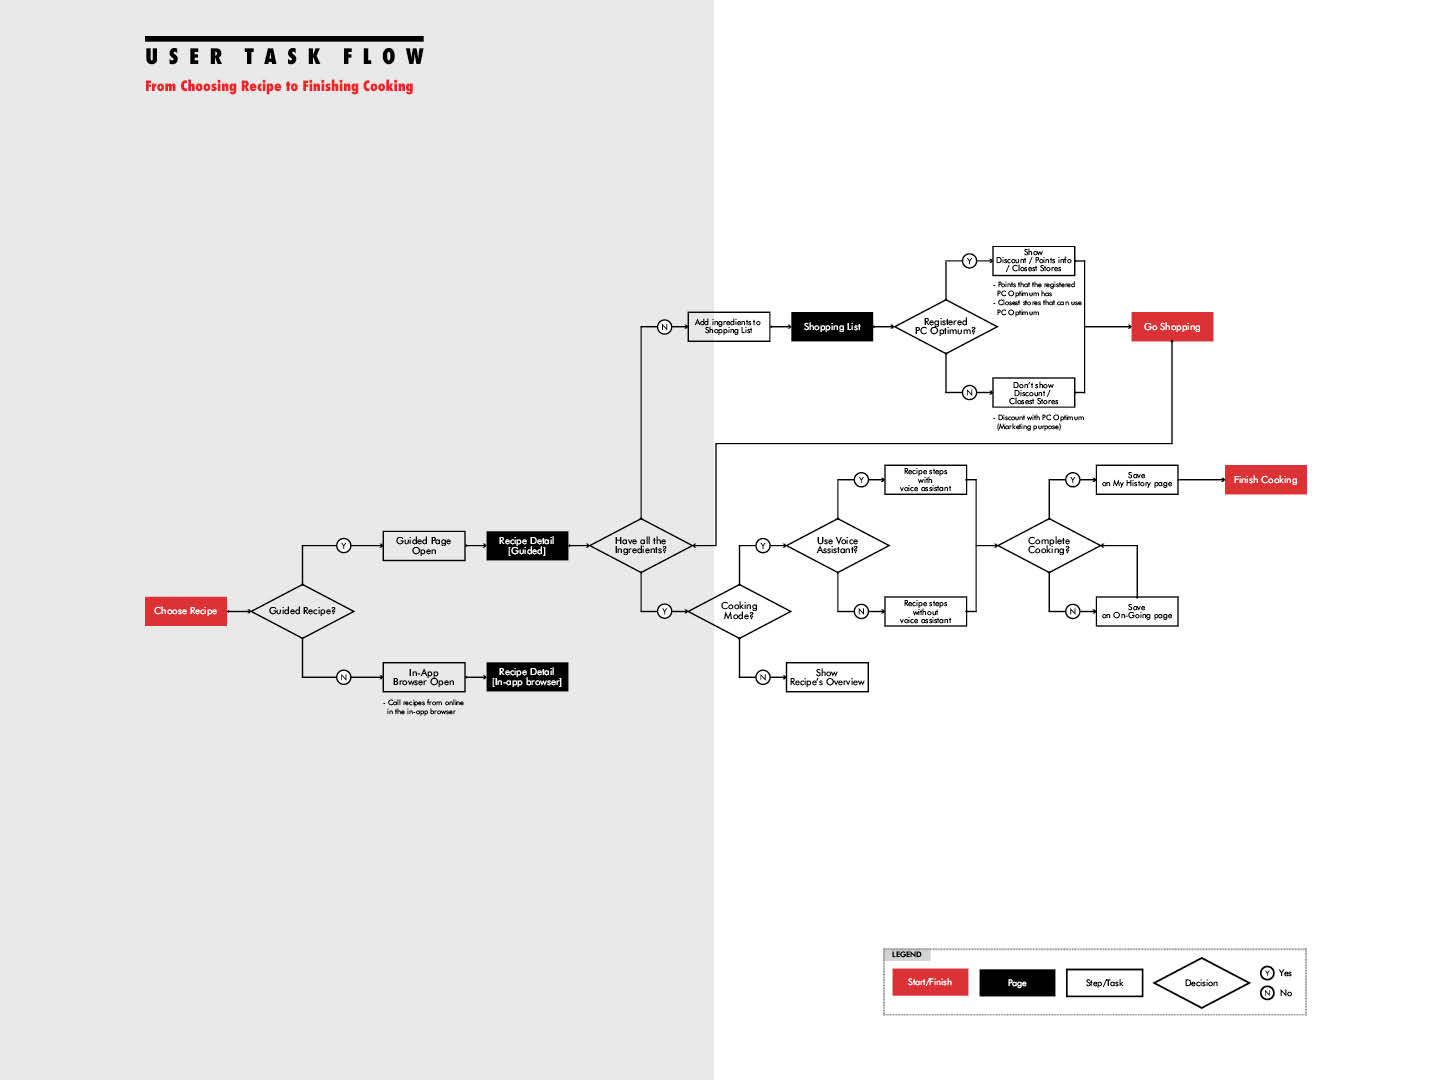 USER TASK FLOW
From Choosing Recipe to Finishing Cooking
Choose Recipe
Guided Recipe?
Y
Guided Page
Open
Recipe Detail
[Guided]
N
In-App
Browser Open
- Call recipes from online
in the in-app browser
Recipe Detail
[In-app browser]
Have all the
Ingredients?
N
Add ingredients to
Shopping List
Shopping List
Registered
PC Optimum?
Y
Show
Discount / Points info
/ Closest Stores
- Points that the registered
PC Optimum has
- Closest stores that can use
PC Optimum
N
Don't show
Discount /
Closest Stores
- Discount with PC Optimum
(Marketing purpose)
Go Shopping
Y
Cooking
Mode?
Y
Use Voice
Assistant?
Y
Recipe steps
with
voice assistant
N
Recipe steps
without
voice assistant
N
Show
Recipe's Overview
Complete
Cooking?
Y
Save
on My History page
Finish Cooking
N
Save
on On-Going page
LEGEND
Start/Finish
Page
Step/Task
Decision
Y Yes
N No